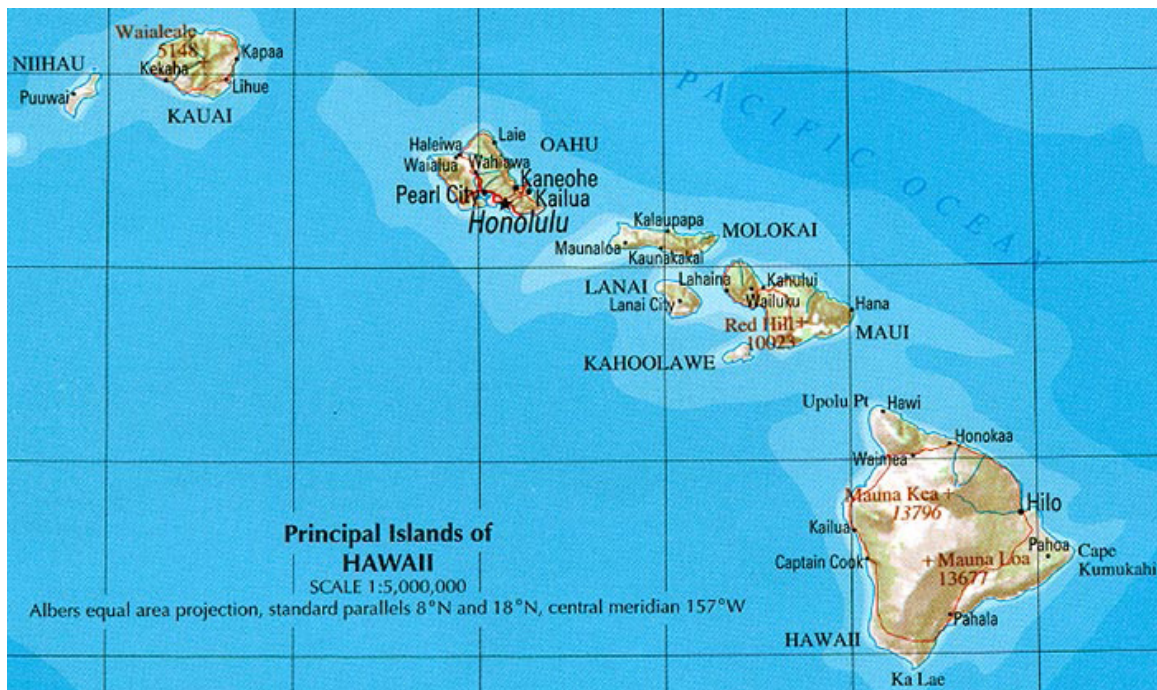 Waialeale
5148
Kapaa
NIIHAU
Kekaha
Puuwai
Lihue
KAUAI
PACIFIC OCEAN
Laie
Haleiwa
OAHU
Waialua
Wahiawa
Kaneohe
Pearl City
Kailua
Honolulu
Kalaupapa
MOLOKAI
Maunaloa
Kaunakakai
Lahaina
Kahului
LANAI
Lanai City
Wailuku
Hana
Red Hill
10023
MAUI
KAHOOLAWE
Upolu Pt
Hawi
Honokaa
Waimea
Mauna Kea
13796
Hilo
Principal Islands of
HAWAII
SCALE 1:5,000,000
Albers equal area projection, standard parallels 8°N and 18°N, central meridian 157°W
Kailua
Pahoa
Cape
Kumukahi
Captain Cook
Mauna Loa
13677
Pahala
HAWAII
Ka Lae